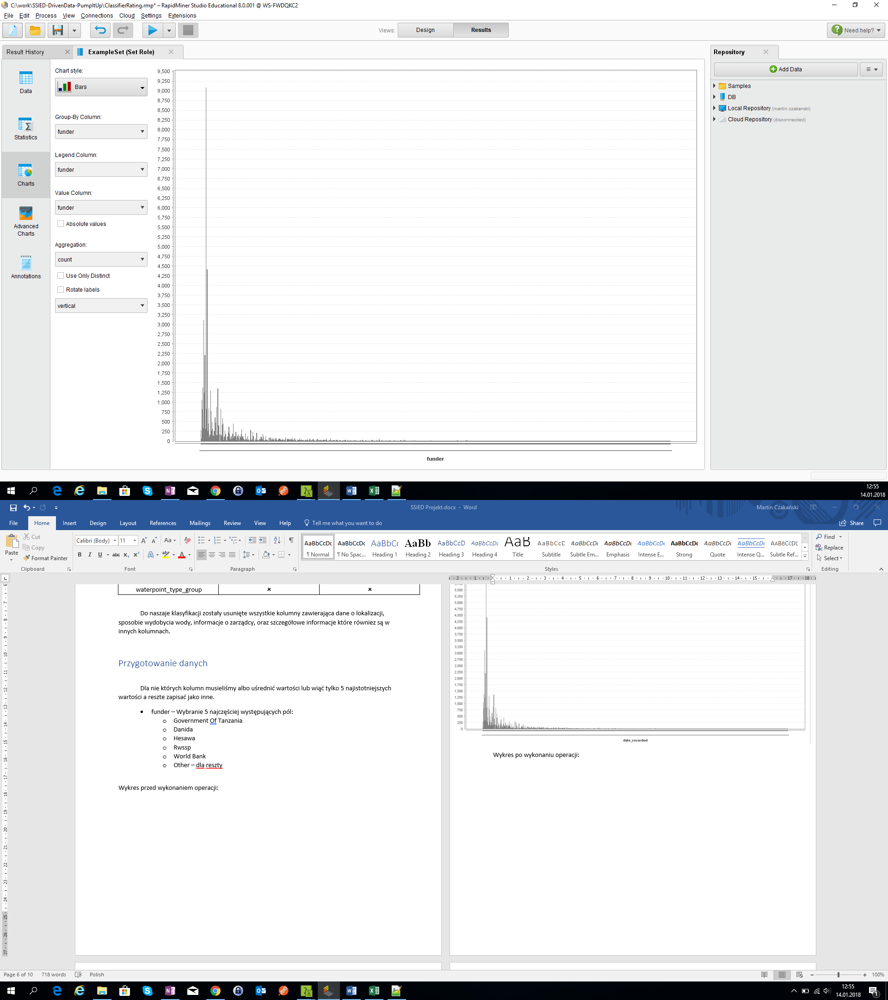 C:\work\SSIED-DrivenData-PumpItUp\ClassifierRating.rmp* – RapidMiner Studio Educational 8.0.001 @ WS-FWDQKC2
File Edit Process View Connections Cloud Settings Extensions
Views: Design Results
Need help?
Result History
ExampleSet (Set Role)
Repository
Data
Statistics
Charts
Advanced
Charts
Annotations
Chart style:
Bars
Group-By Column:
funder
Legend Column:
funder
Value Column:
funder
Absolute values
Aggregation:
count
Use Only Distinct
Rotate labels
vertical
9,500
9,250
9,000
8,750
8,500
8,250
8,000
7,750
7,500
7,250
7,000
6,750
6,500
6,250
6,000
5,750
5,500
5,250
5,000
4,750
4,500
4,250
4,000
3,750
3,500
3,250
3,000
2,750
2,500
2,250
2,000
1,750
1,500
1,250
1,000
750
500
250
0
funder
Add Data
Samples
DB
Local Repository (martin.czakanski)
Cloud Repository (disconnected)
12:55
14.01.2018
SSIED Projekt.docx - Word
Martin Czakański
File Home Insert Design Layout References Mailings Review View Help Tell me what you want to do
Share
Paste
Cut
Copy
Format Painter
Clipboard
Calibri (Body) 11
Font
Paragraph
AaBbCcDc AaBbCcDc AaBbCc AaBb AaBbCcD AaBbCcDc AaB AaBbCcD AaBbCcDc AaBbCcDc AaBbCcDc AaBbCcDc AaBbCcDc AaBbCcDc AABBCCDE
¶ Normal ¶ No Spac... Heading 1 Heading 2 Heading 3 Heading 4 Title Subtitle Subtle Em... Emphasis Intense E... Strong Quote Intense Q... Subtle Ref...
Styles
Find
Replace
Select
Editing
waterpoint_type_group × ×
Do naszaje klasyfikacji zostały usunięte wszystkie kolumny zawierająca dane o lokalizacji,
sposobie wydobycia wody, informacje o zarządcy, oraz szczegółowe informacje które równiez są w
innych kolumnach.
Przygotowanie danych
Dla nie których kolumn musieliśmy albo uśrednić wartości lub wiąć tylko 5 najistotniejszych
wartości a reszte zapisać jako inne.
• funder – Wybranie 5 najczęściej występujących pól:
o Government Of Tanzania
o Danida
o Hesawa
o Rwssp
o World Bank
o Other – dla reszty
Wykres przed wykonaniem operacji:
5,250
5,000
4,750
4,500
4,250
4,000
3,750
3,500
3,250
3,000
2,750
2,500
2,250
2,000
1,750
1,500
1,250
1,000
750
500
250
0
date_recorded
Wykres po wykonaniu operacji:
Page 6 of 10 718 words Polish
100%
12:55
14.01.2018